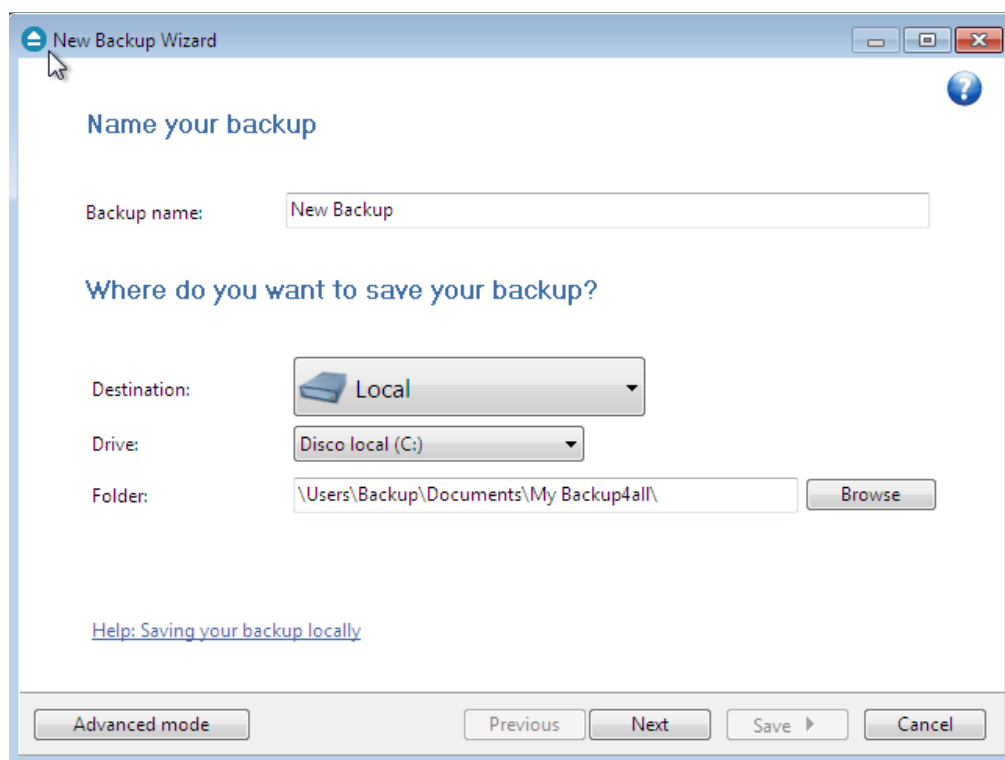 New Backup Wizard
?
Name your backup
Backup name: New Backup
Where do you want to save your backup?
Destination: Local
Drive: Disco local (C:)
Folder: \Users\Backup\Documents\My Backup4all\ Browse
Help: Saving your backup locally
Advanced mode Previous Next Save Cancel